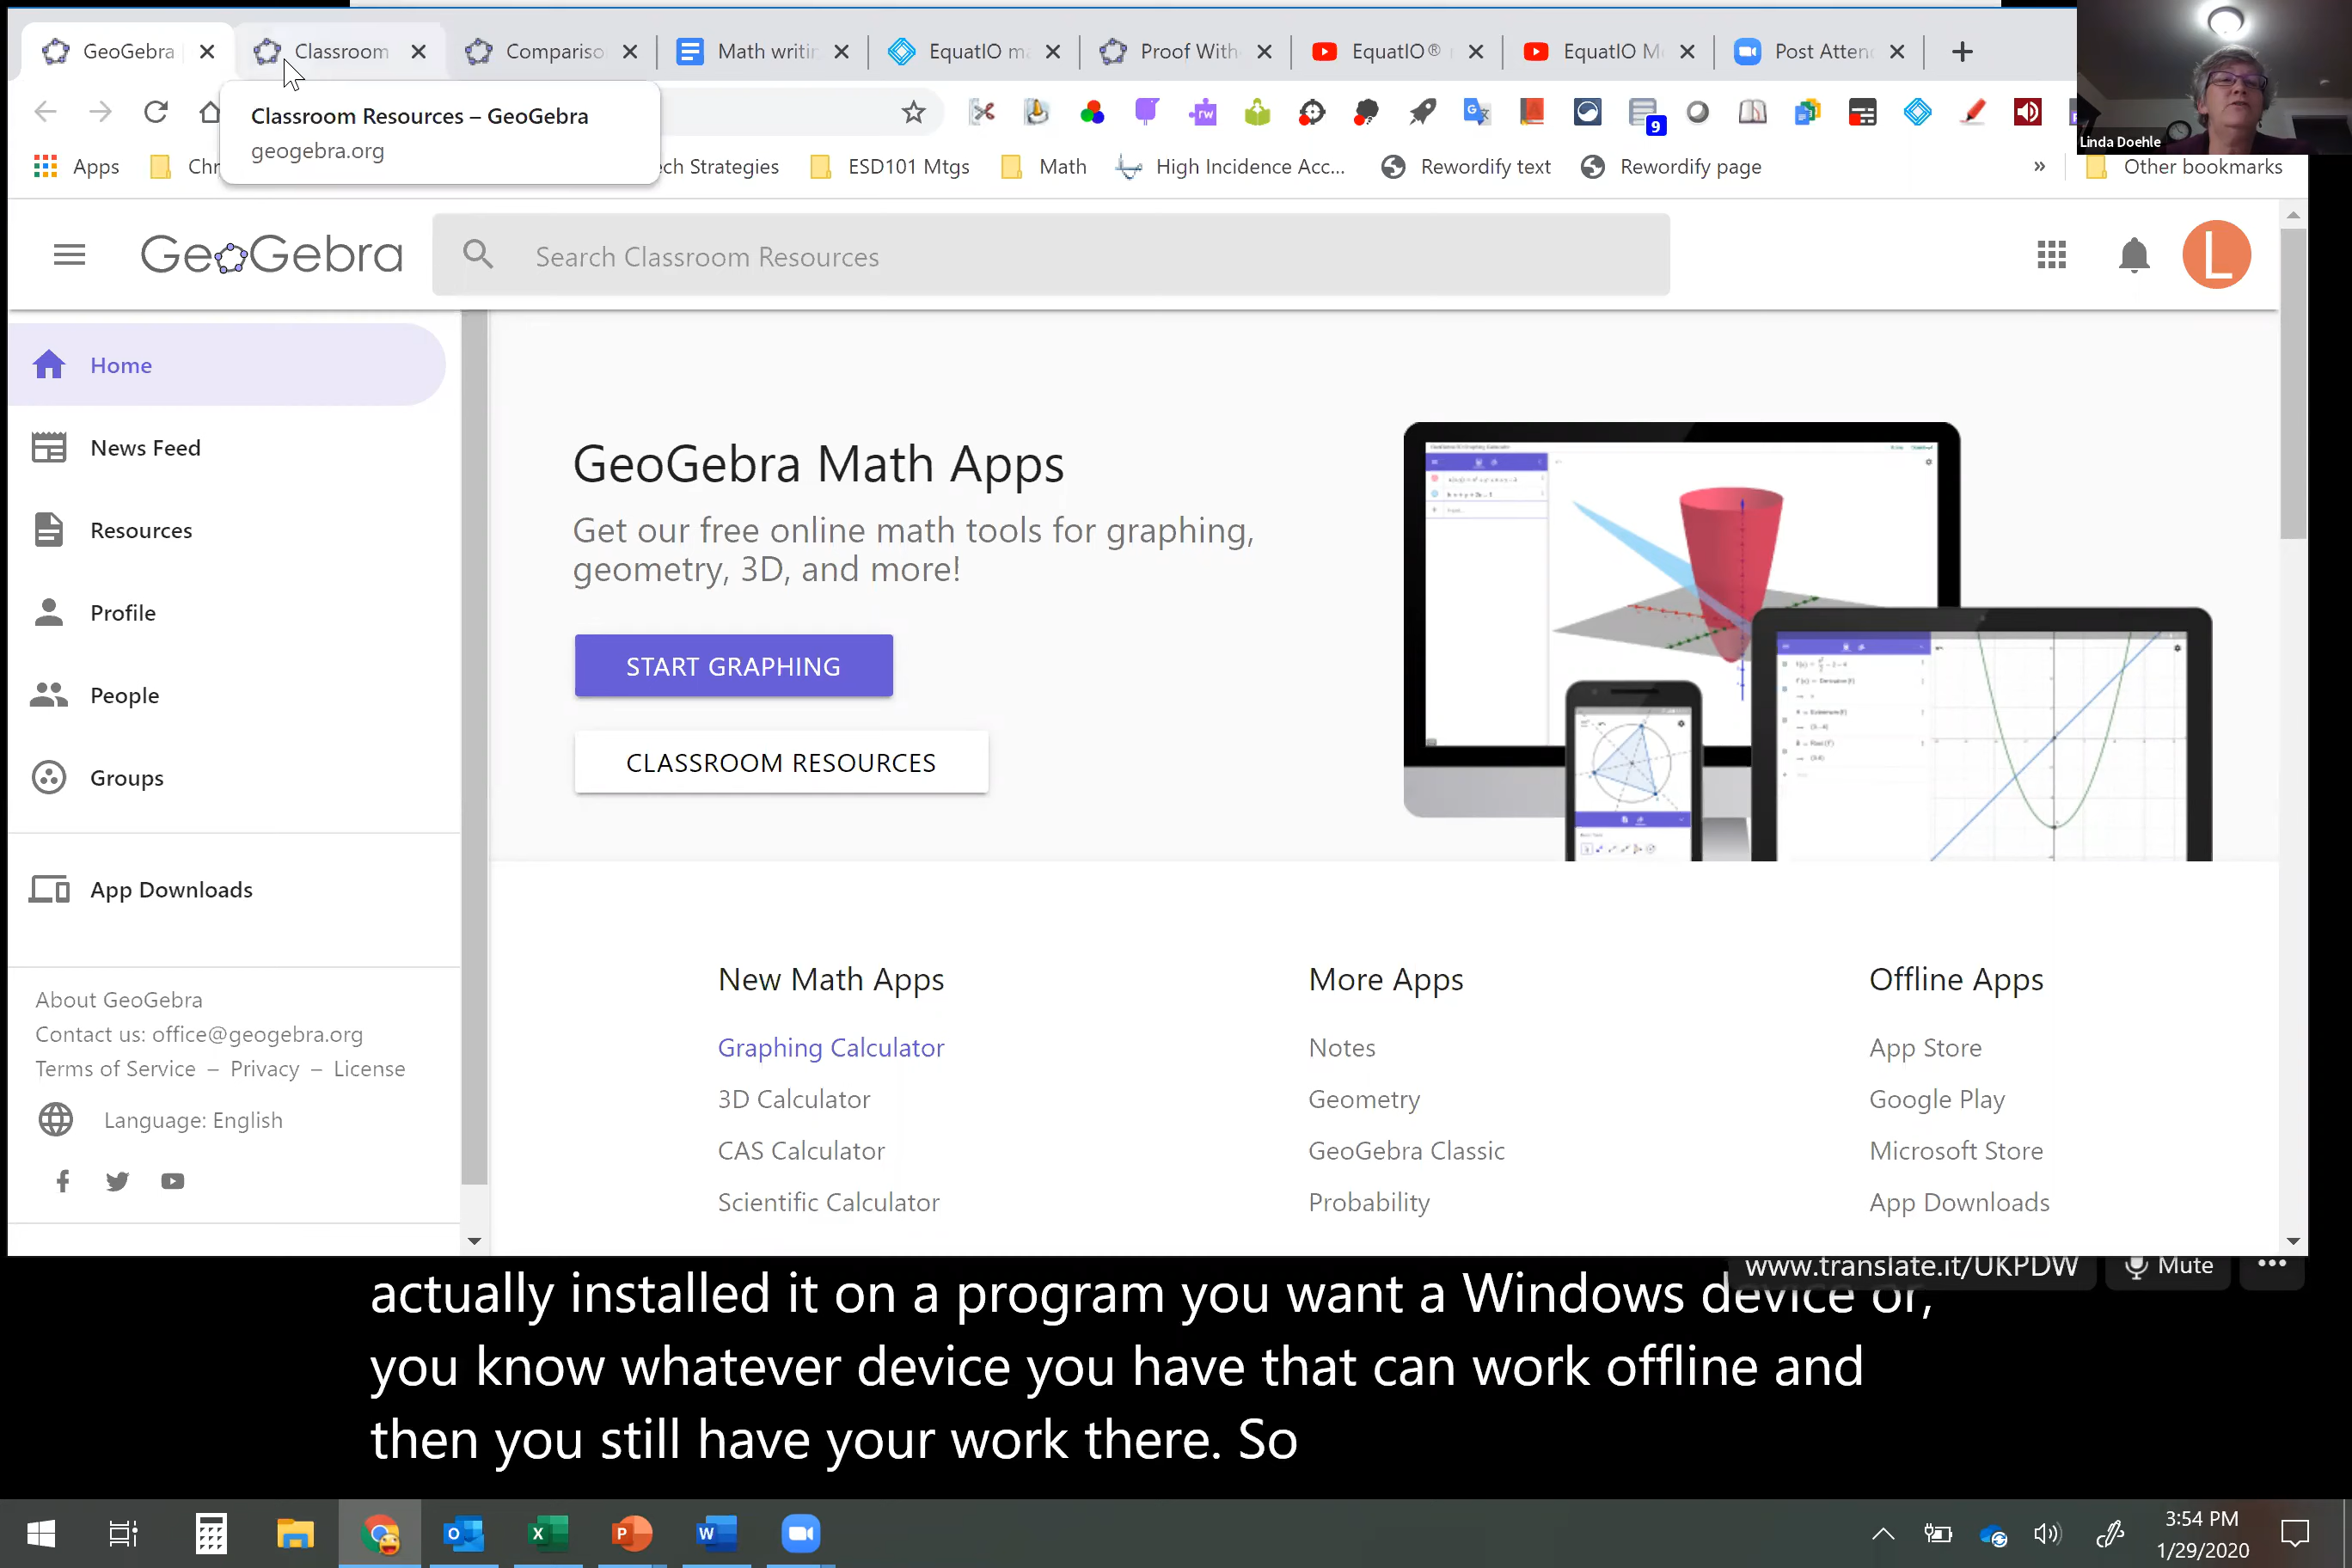 GeoGebra
Classroom
Compariso
Math writin
EquatIO ma
Proof With
EquatIO®
EquatIO M
Post Atten
Classroom Resources – GeoGebra
geogebra.org
9
Linda Doehle
Apps
Chr
ech Strategies
ESD101 Mtgs
Math
High Incidence Acc...
Rewordify text
Rewordify page
»
Other bookmarks
GeoGebra
Search Classroom Resources
L
Home
News Feed
Resources
Profile
People
Groups
App Downloads
About GeoGebra
Contact us: office@geogebra.org
Terms of Service – Privacy – License
Language: English
GeoGebra Math Apps
Get our free online math tools for graphing,
geometry, 3D, and more!
START GRAPHING
CLASSROOM RESOURCES
New Math Apps
Graphing Calculator
3D Calculator
CAS Calculator
Scientific Calculator
More Apps
Notes
Geometry
GeoGebra Classic
Probability
Offline Apps
App Store
Google Play
Microsoft Store
App Downloads
www.translate.it/UKPDW
Mute
actually installed it on a program you want a Windows device or,
you know whatever device you have that can work offline and
then you still have your work there. So
3:54 PM
1/29/2020